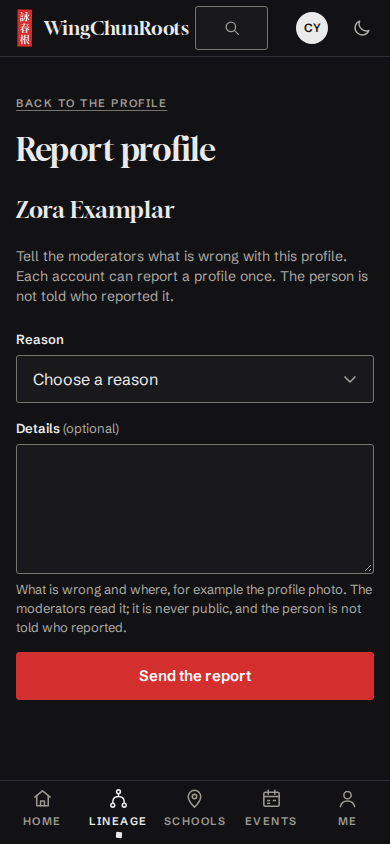 詠春根
WingChunRoots
CY
BACK TO THE PROFILE
Report profile
Zora Examplar
Tell the moderators what is wrong with this profile.
Each account can report a profile once. The person is
not told who reported it.
Reason
Choose a reason
Details (optional)
What is wrong and where, for example the profile photo. The
moderators read it; it is never public, and the person is not
told who reported.
Send the report
HOME
LINEAGE
SCHOOLS
EVENTS
ME